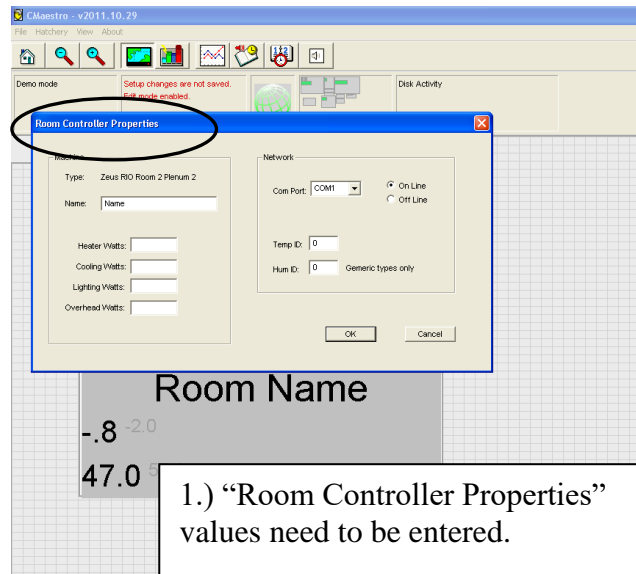 CMaestro - v2011.10.29
File Hatchery View About
Demo mode
Setup changes are not saved.
Edit mode enabled.
Disk Activity
Room Controller Properties
Machine
Type: Zeus RIO Room 2 Plenum 2
Name: Name
Heater Watts:
Cooling Watts:
Lighting Watts:
Overhead Watts:
Network
Com Port: COM1
On Line
Off Line
Temp ID: 0
Hum ID: 0 Gemeric types only
OK Cancel
Room Name
-.8 -2.0
47.0
1.) “Room Controller Properties”
values need to be entered.